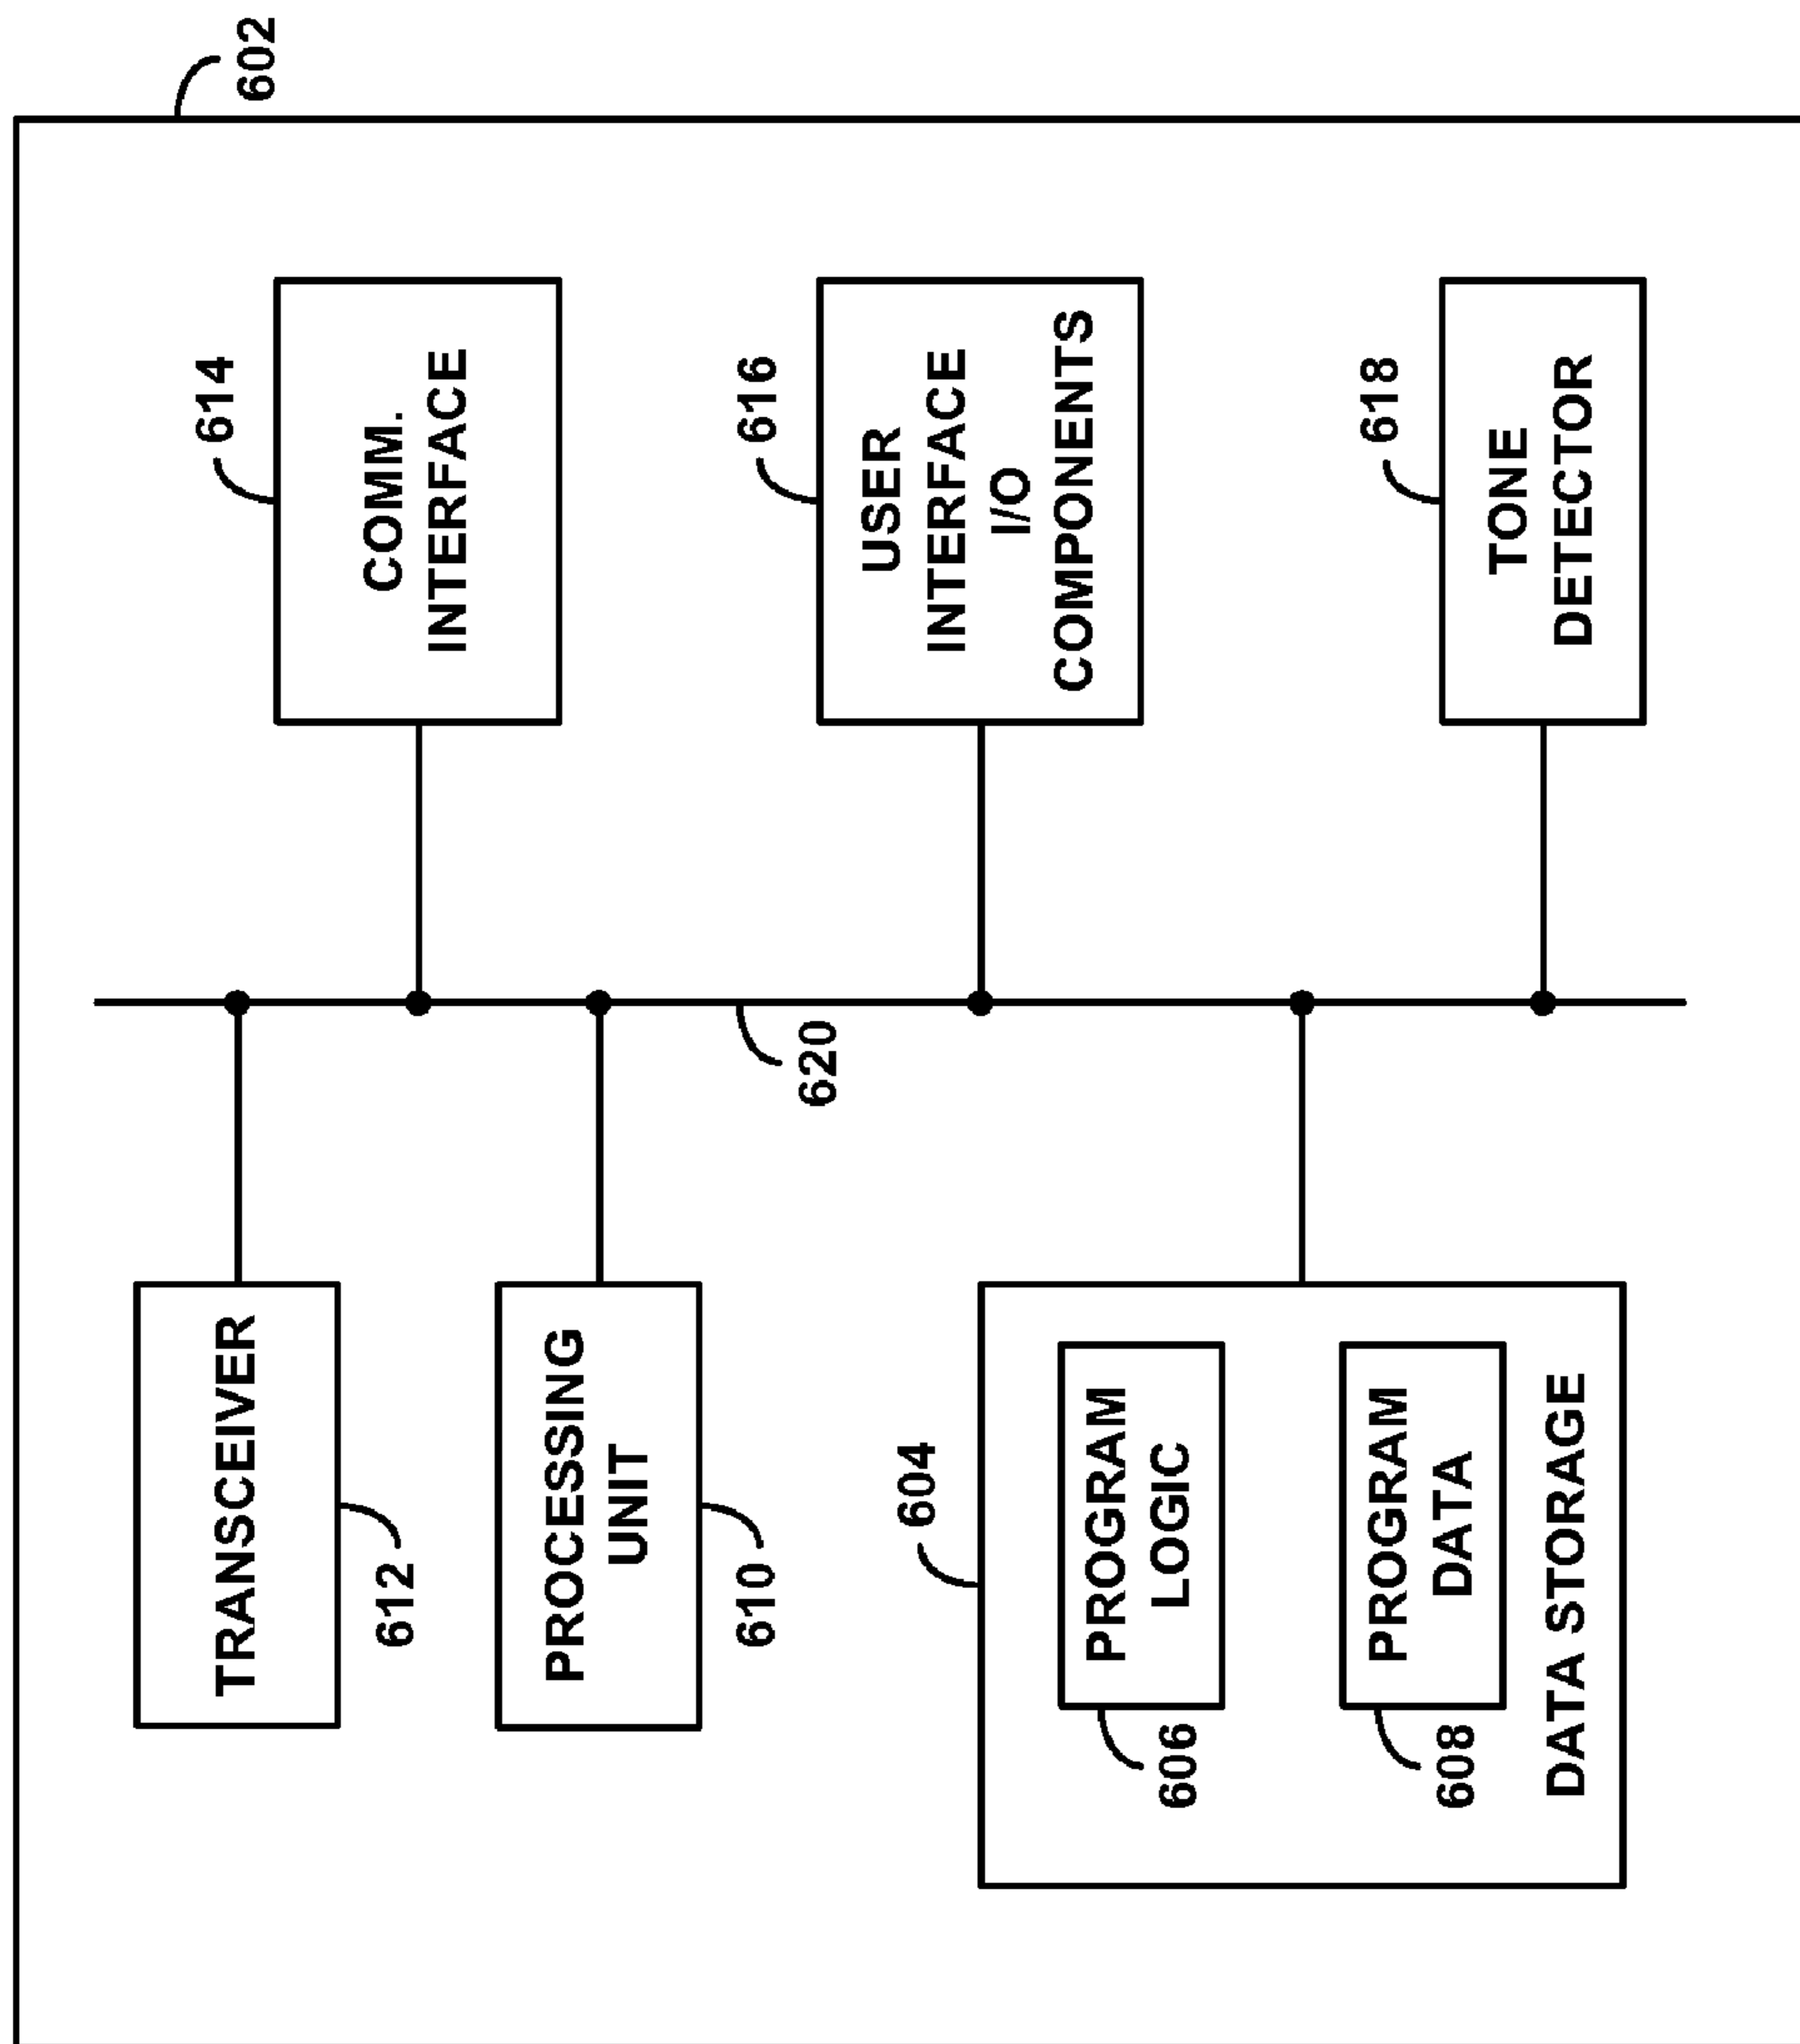 602
TRANSCEIVER
612
PROCESSING
UNIT
610
604
PROGRAM
LOGIC
606
PROGRAM
DATA
608
DATA STORAGE
620
614
COMM.
INTERFACE
616
USER
INTERFACE
I/O
COMPONENTS
618
TONE
DETECTOR